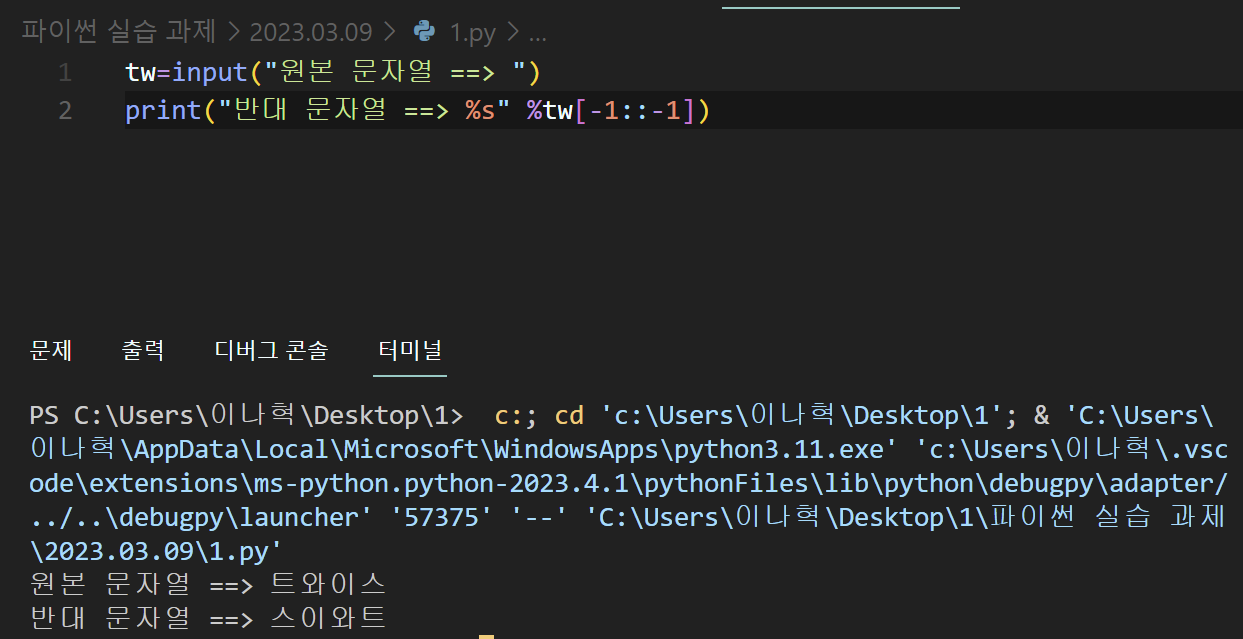 파이썬 실습 과제 > 2023.03.09 > 1.py > ...
1 tw=input("원본 문자열 ==> ")
2 print("반대 문자열 ==> %s" %tw[-1::-1])
문제 출력 디버그 콘솔 터미널
PS C:\Users\이나혁\Desktop\1>  c:; cd 'c:\Users\이나혁\Desktop\1'; & 'C:\Users\
이나혁\AppData\Local\Microsoft\WindowsApps\python3.11.exe' 'c:\Users\이나혁\.vsc
ode\extensions\ms-python.python-2023.4.1\pythonFiles\lib\python\debugpy\adapter/
../..\debugpy\launcher' '57375' '--' 'C:\Users\이나혁\Desktop\1\파이썬 실습 과제
\2023.03.09\1.py'
원본 문자열 ==> 트와이스
반대 문자열 ==> 스이와트